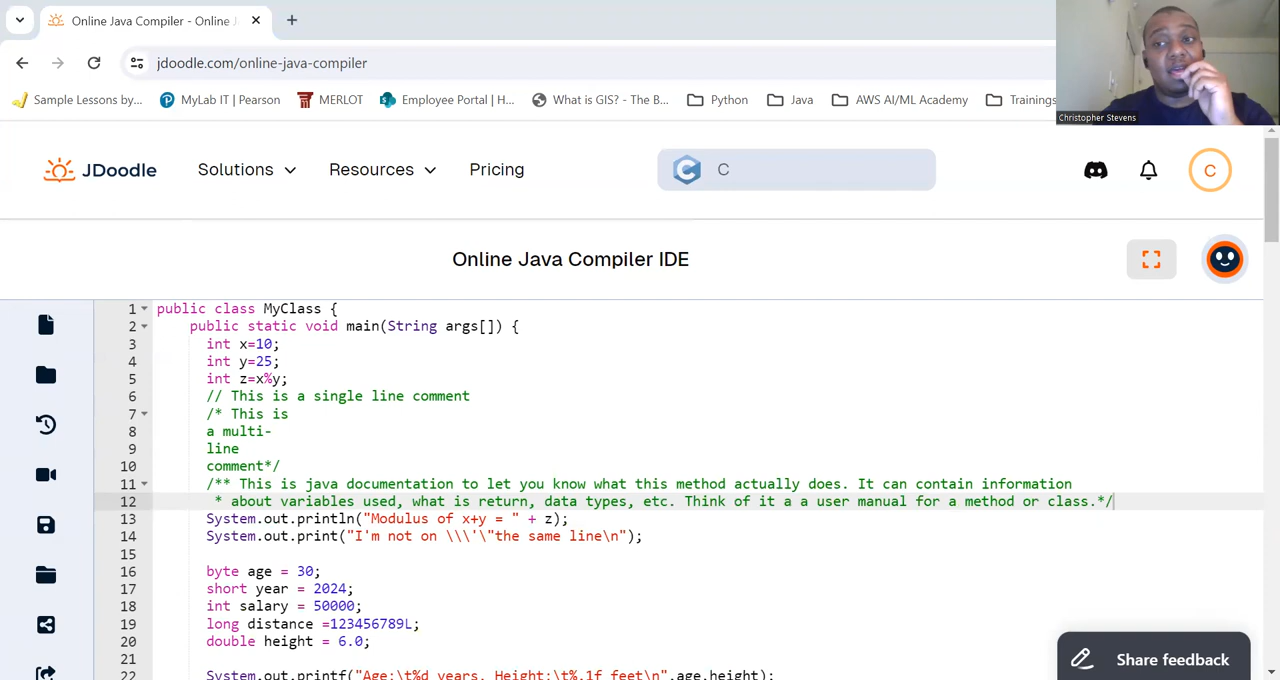 Online Java Compiler - Online J
jdoodle.com/online-java-compiler
Sample Lessons by... MyLab IT | Pearson MERLOT Employee Portal | H... What is GIS? - The B... Python Java AWS AI/ML Academy Trainings
Christopher Stevens
JDoodle Solutions Resources Pricing C C
Online Java Compiler IDE
1 public class MyClass {
2 public static void main(String args[]) {
3 int x=10;
4 int y=25;
5 int z=x%y;
6 // This is a single line comment
7 /* This is
8 a multi-
9 line
10 comment*/
11 /** This is java documentation to let you know what this method actually does. It can contain information
12 * about variables used, what is return, data types, etc. Think of it a a user manual for a method or class.*/
13 System.out.println("Modulus of x+y = " + z);
14 System.out.print("I'm not on \\\'\"the same line\n");
15
16 byte age = 30;
17 short year = 2024;
18 int salary = 50000;
19 long distance =123456789L;
20 double height = 6.0;
21
22 System.out.printf("Age:\t%d years, Height:\t%.1f feet\n",age,height);
Share feedback